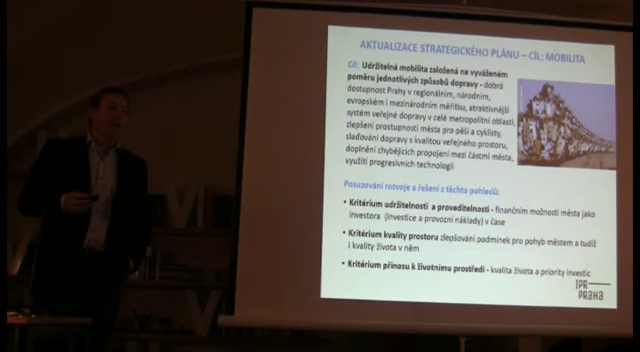 AKTUALIZACE STRATEGICKÉHO PLÁNU – CÍL: MOBILITA
Cíl: Udržitelná mobilita založená na vyváženém
poměru jednotlivých způsobů dopravy - dobrá
dostupnost Prahy v regionálním, národním,
evropském i mezinárodním měřítku, atraktivnější
systém veřejné dopravy v celé metropolitní oblasti,
zlepšení prostupnosti města pro pěší a cyklisty,
slaďování dopravy s kvalitou veřejného prostoru,
doplnění chybějících propojení mezi částmi města,
využití progresivních technologií
Posuzování rozvoje a řešení z těchto pohledů:
• Kritérium udržitelnosti a proveditelnosti - finančním možnosti města jako
investora (investice a provozní náklady) v čase
• Kritérium kvality prostoru zlepšování podmínek pro pohyb městem a tudíž
i kvality života v něm
• Kritérium přínosu k životnímu prostředí - kvalita života a priority investic
IPR
PRAHA